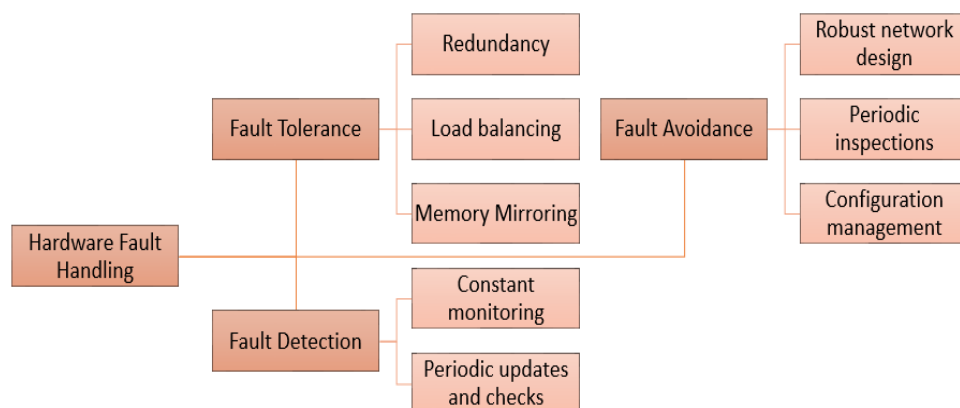 Hardware Fault
Handling
Fault Tolerance
Redundancy
Load balancing
Memory Mirroring
Fault Detection
Constant
monitoring
Periodic updates
and checks
Fault Avoidance
Robust network
design
Periodic
inspections
Configuration
management